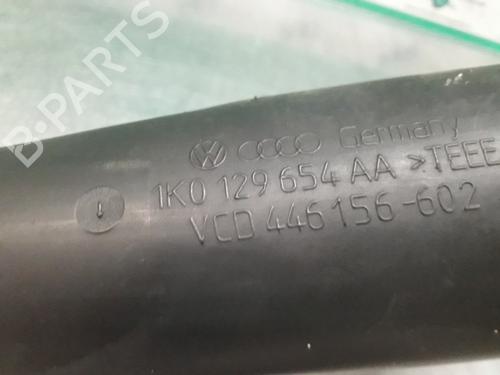 B-PARTS
Germany
1K0 129 654 AA >TEEE
VCD 446156-602